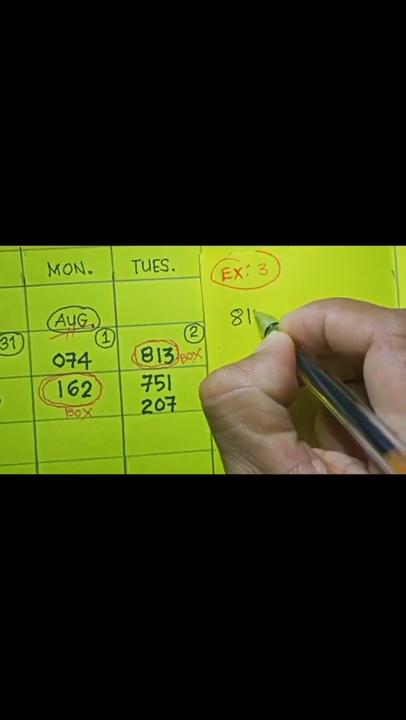 MON.
TUES.
EX: 3
AUG.
31
1
2
074
813 BOX
162
BOX
751
207
81